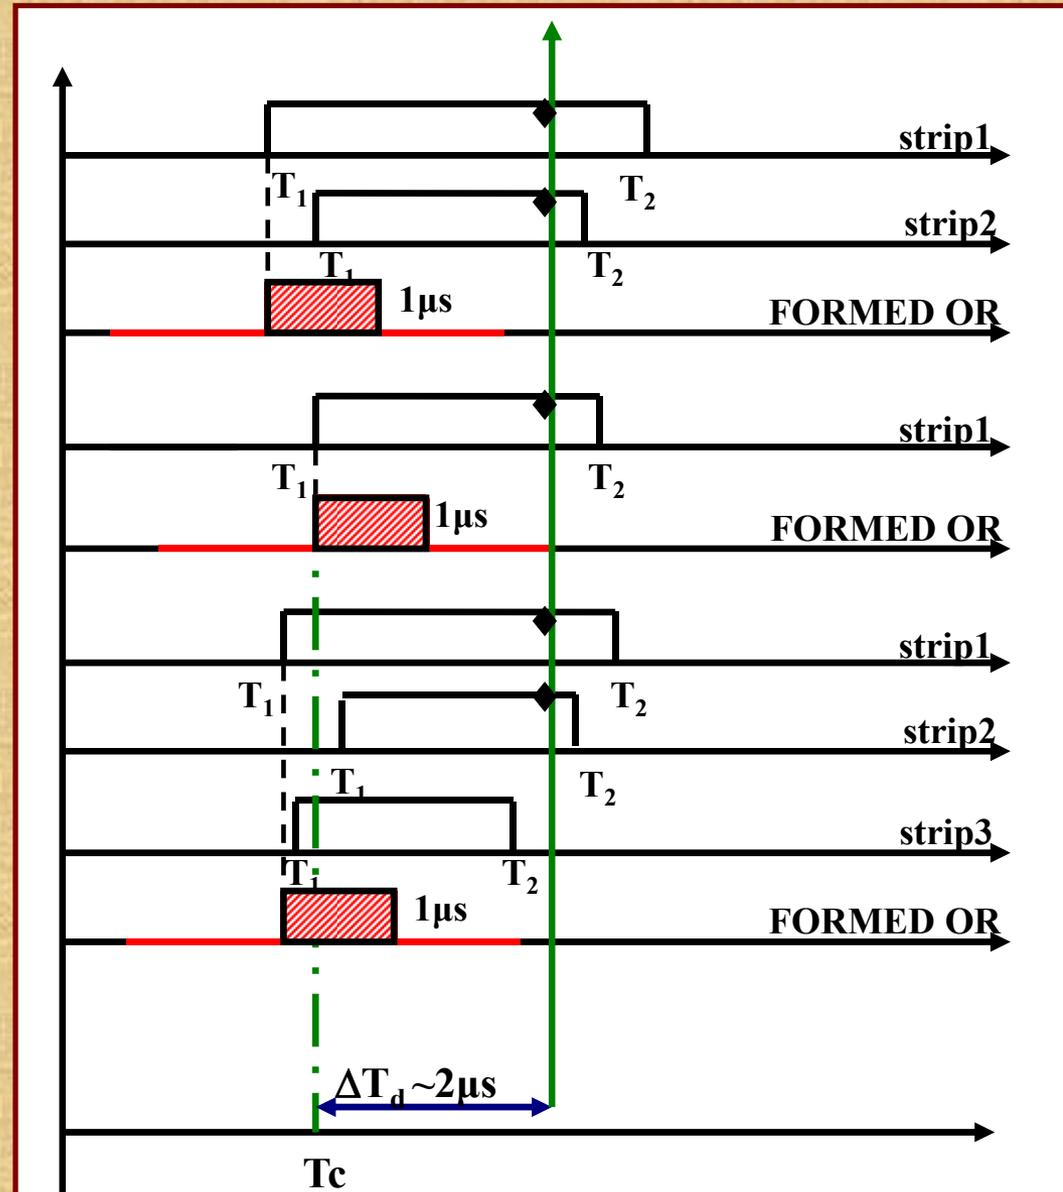 strip1
T₁ T₂
strip2
T₁ T₂
1μs
FORMED OR
strip1
T₁ T₂
1μs
FORMED OR
strip1
T₁ T₂
strip2
T₁ T₂
strip3
T₁ T₂
1μs
FORMED OR
ΔT_d ~2μs
Tc